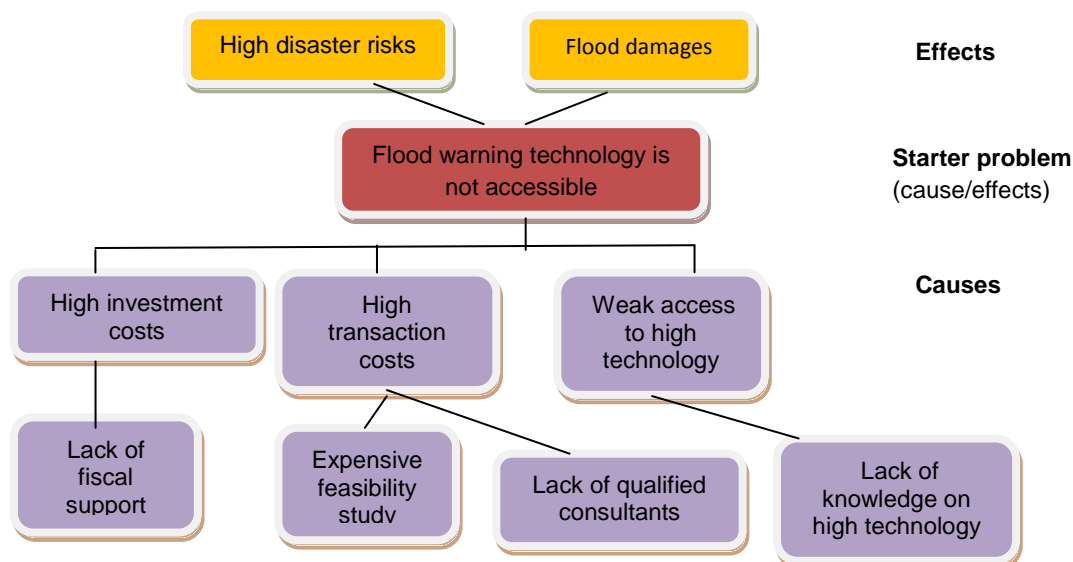 High disaster risks
Flood damages
Effects
Flood warning technology is
not accessible
Starter problem
(cause/effects)
High investment
costs
High
transaction
costs
Weak access
to high
technology
Causes
Lack of
fiscal
support
Expensive
feasibility
study
Lack of qualified
consultants
Lack of
knowledge on
high technology